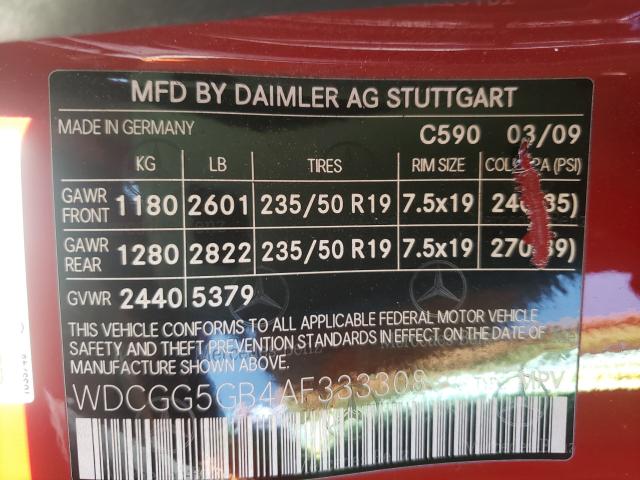 MFD BY DAIMLER AG STUTTGART
MADE IN GERMANY C590 03/09
KG LB TIRES RIM SIZE (PSI)
GAWR FRONT 1180 2601 235/50 R19 7.5x19
GAWR REAR 1280 2822 235/50 R19 7.5x19
GVWR 2440 5379
THIS VEHICLE CONFORMS TO ALL APPLICABLE FEDERAL MOTOR VEHICLE
SAFETY AND THEFT PREVENTION STANDARDS IN EFFECT ON THE DATE OF
MANUFACTURE SHOWN ABOVE.
WDCGG5GB4AF333308 MPV